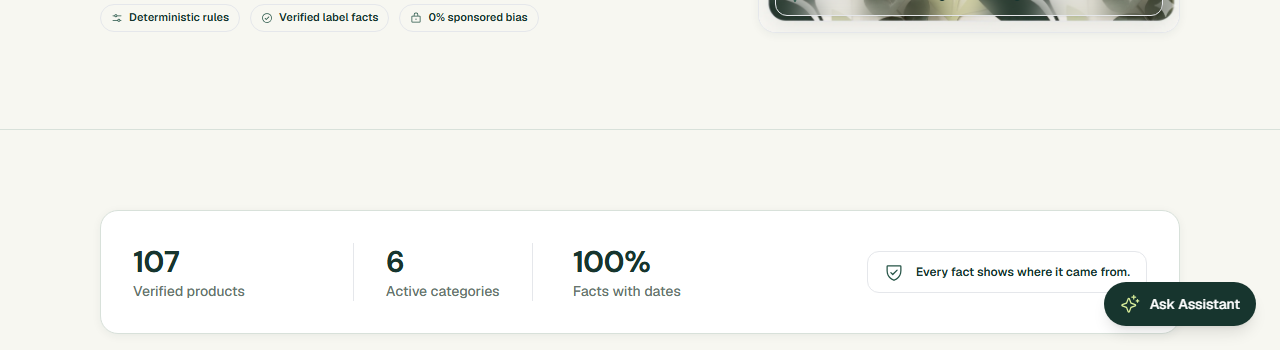 Deterministic rules
Verified label facts
0% sponsored bias
107
Verified products
6
Active categories
100%
Facts with dates
Every fact shows where it came from.
Ask Assistant